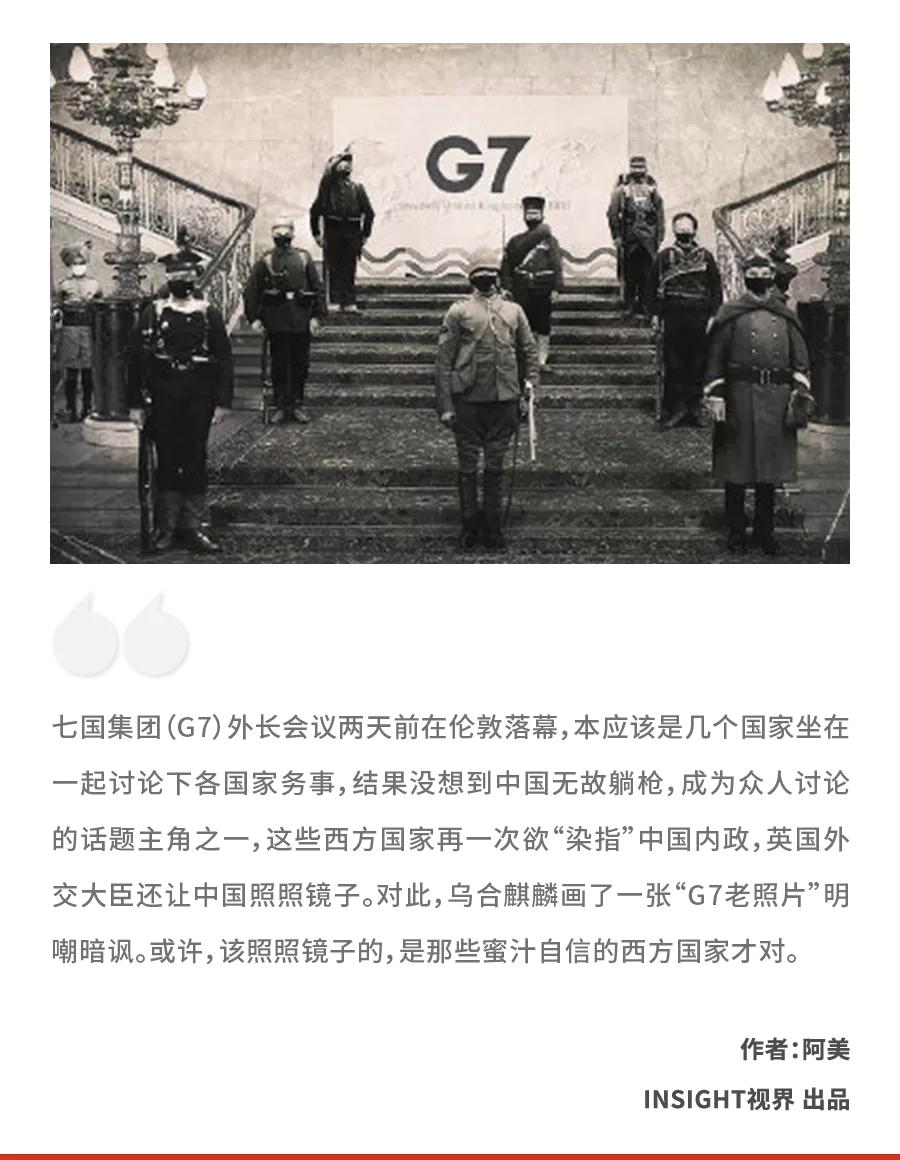 G7
七国集团（G7）外长会议两天前在伦敦落幕，本应该是几个国家坐在
一起讨论下各国家务事，结果没想到中国无故躺枪，成为众人讨论
的话题主角之一，这些西方国家再一次欲“染指”中国内政，英国外
交大臣还让中国照照镜子。对此，乌合麒麟画了一张“G7老照片”明
嘲暗讽。或许，该照照镜子的，是那些蜜汁自信的西方国家才对。
作者：阿美
INSIGHT视界 出品